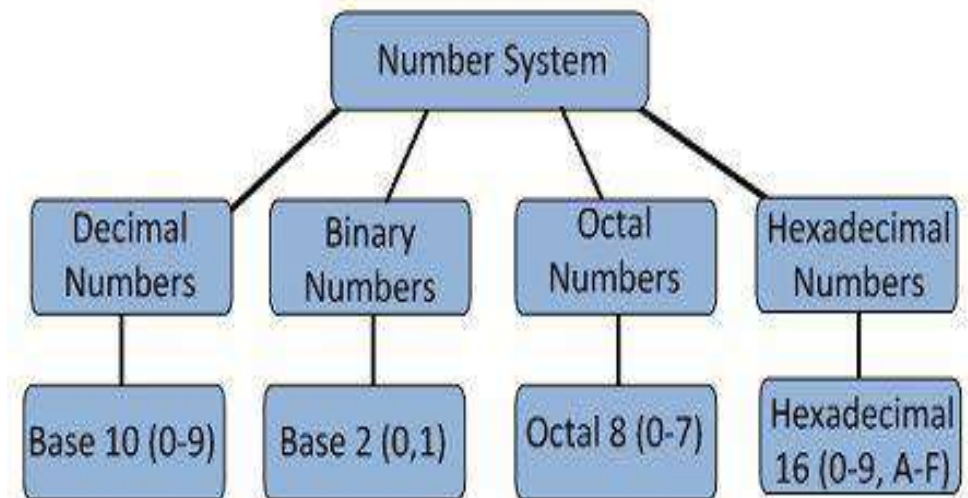 Number System
Decimal
Numbers
Binary
Numbers
Octal
Numbers
Hexadecimal
Numbers
Base 10 (0-9)
Base 2 (0,1)
Octal 8 (0-7)
Hexadecimal
16 (0-9, A-F)